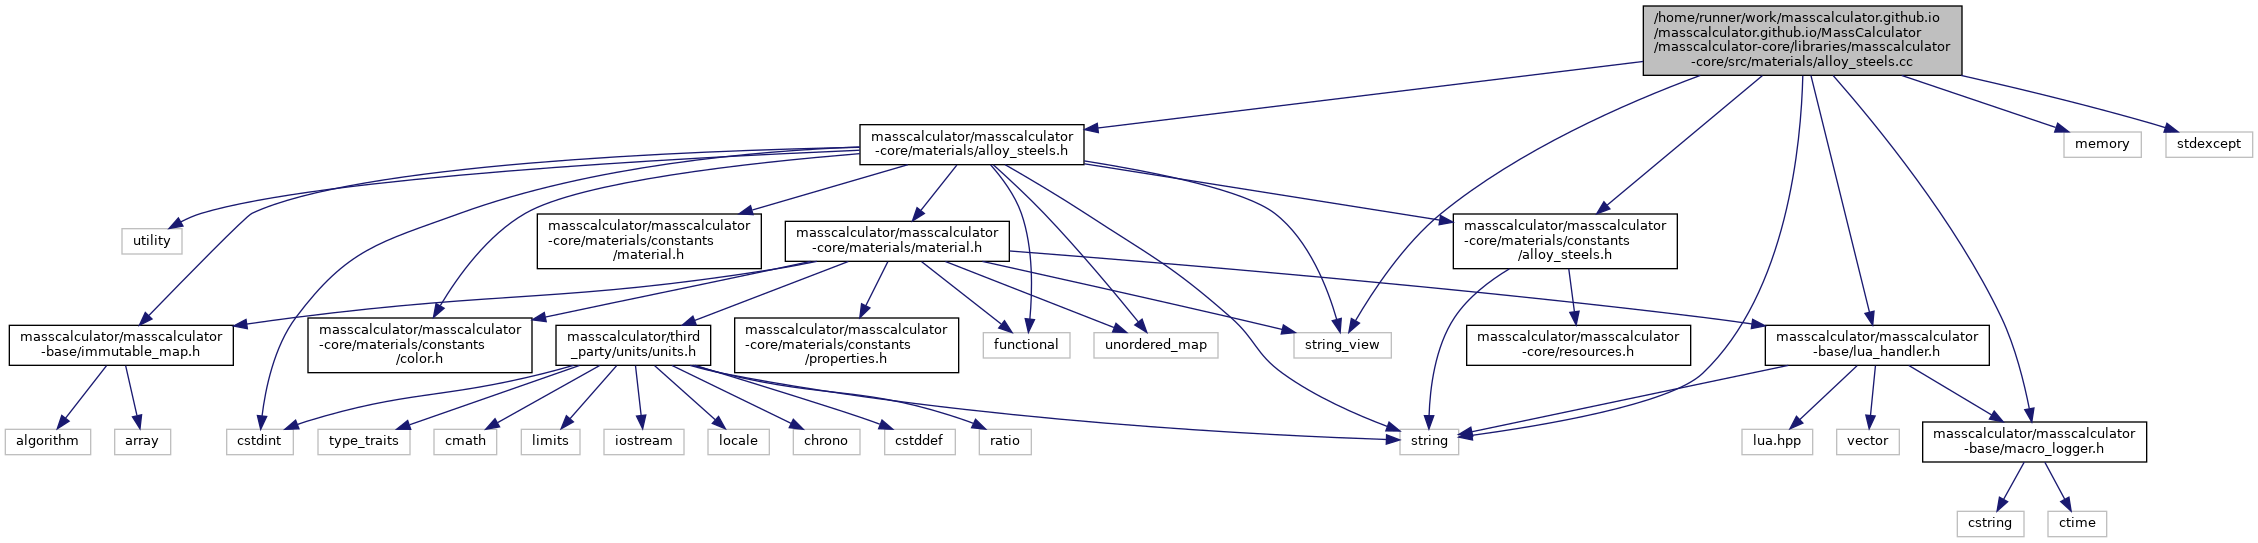 /home/runner/work/masscalculator.github.io
/masscalculator.github.io/MassCalculator
/masscalculator-core/libraries/masscalculator
-core/src/materials/alloy_steels.cc
masscalculator/masscalculator
-core/materials/alloy_steels.h
memory
stdexcept
utility
masscalculator/masscalculator
-core/materials/constants
/material.h
masscalculator/masscalculator
-core/materials/material.h
masscalculator/masscalculator
-core/materials/constants
/alloy_steels.h
masscalculator/masscalculator
-base/immutable_map.h
masscalculator/masscalculator
-core/materials/constants
/color.h
masscalculator/third
_party/units/units.h
masscalculator/masscalculator
-core/materials/constants
/properties.h
functional
unordered_map
string_view
masscalculator/masscalculator
-core/resources.h
masscalculator/masscalculator
-base/lua_handler.h
algorithm
array
cstdint
type_traits
cmath
limits
iostream
locale
chrono
cstddef
ratio
string
lua.hpp
vector
masscalculator/masscalculator
-base/macro_logger.h
cstring
ctime